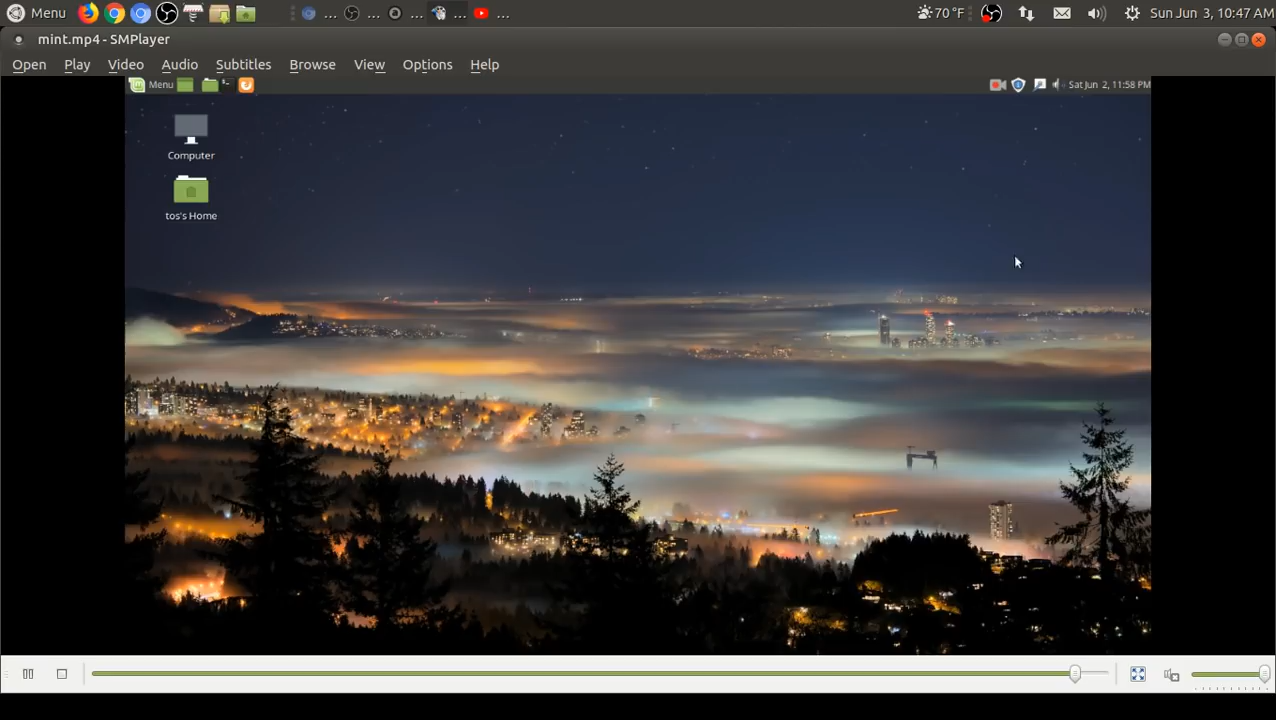 Menu ... ... ... ... ... 70 °F Sun Jun 3, 10:47 AM
mint.mp4 - SMPlayer
Open Play Video Audio Subtitles Browse View Options Help
Menu Sat Jun 2, 11:58 PM
Computer
tos's Home